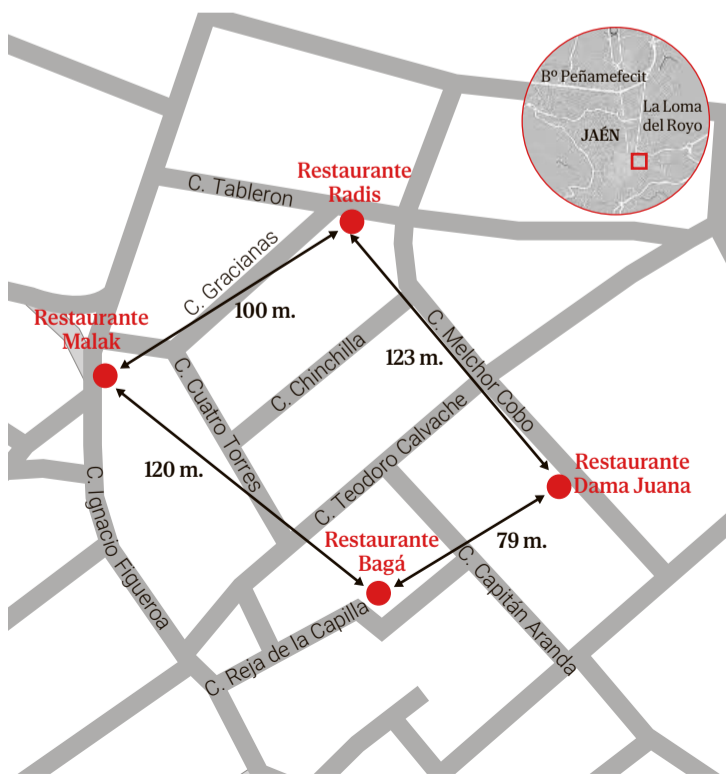 Bº Peñamefecit
La Loma
del Royo
JAÉN
Restaurante
Radis
C. Tableron
C. Gracianas
100 m.
Restaurante
Malak
C. Melchor Cobo
123 m.
C. Chinchilla
C. Cuatro Torres
C. Teodoro Calvache
120 m.
Restaurante
Dama Juana
C. Ignacio Figueroa
Restaurante
Bagá
79 m.
C. Capitán Aranda
C. Reja de la Capilla